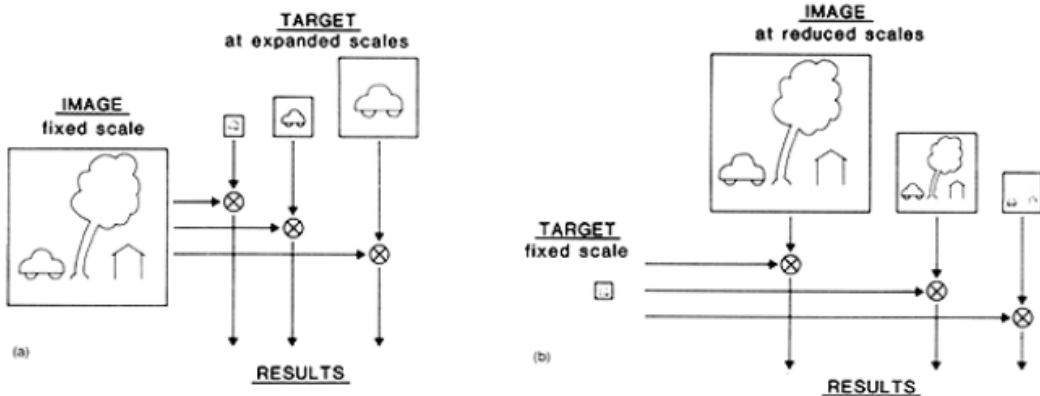 TARGET
at expanded scales
IMAGE
fixed scale
(a)
RESULTS
IMAGE
at reduced scales
TARGET
fixed scale
(b)
RESULTS